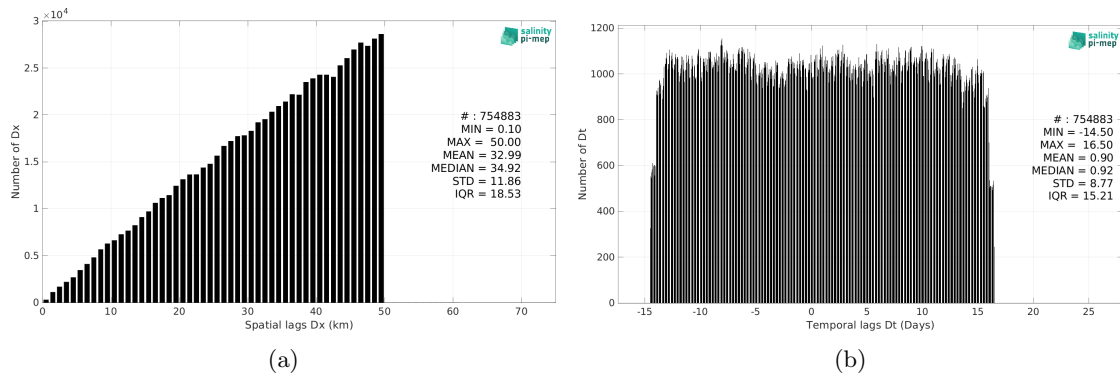 3 ×10⁴
2.5
2
1.5
1
0.5
0
Number of Dx
0 10 20 30 40 50 60 70
Spatial lags Dx (km)
salinity
pi-mep
# : 754883
MIN = 0.10
MAX = 50.00
MEAN = 32.99
MEDIAN = 34.92
STD = 11.86
IQR = 18.53
(a)
1200
1000
800
600
400
200
0
Number of Dt
-15 -10 -5 0 5 10 15 20 25
Temporal lags Dt (Days)
salinity
pi-mep
# : 754883
MIN = -14.50
MAX = 16.50
MEAN = 0.90
MEDIAN = 0.92
STD = 8.77
IQR = 15.21
(b)